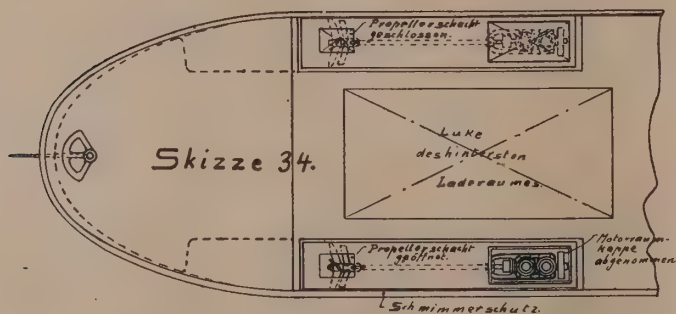 Propellerschacht
geschlossen.
Skizze 34.
Luke
des hintersten
Laderaumes.
Propellerschacht
geöffnet.
Motorraum-
kappe
abgenommen
Schwimmerschutz.